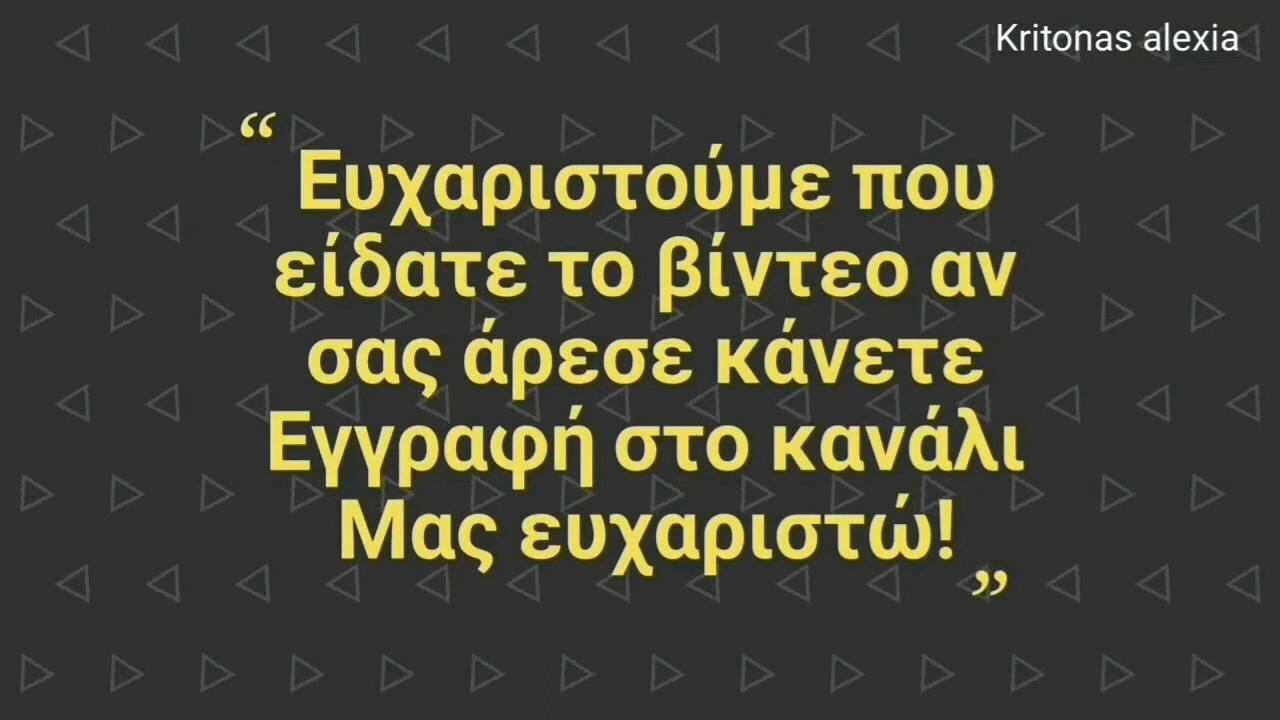 Kritonas alexia
“ Ευχαριστούμε που
είδατε το βίντεο αν
σας άρεσε κάνετε
Εγγραφή στο κανάλι
Μας ευχαριστώ! ”